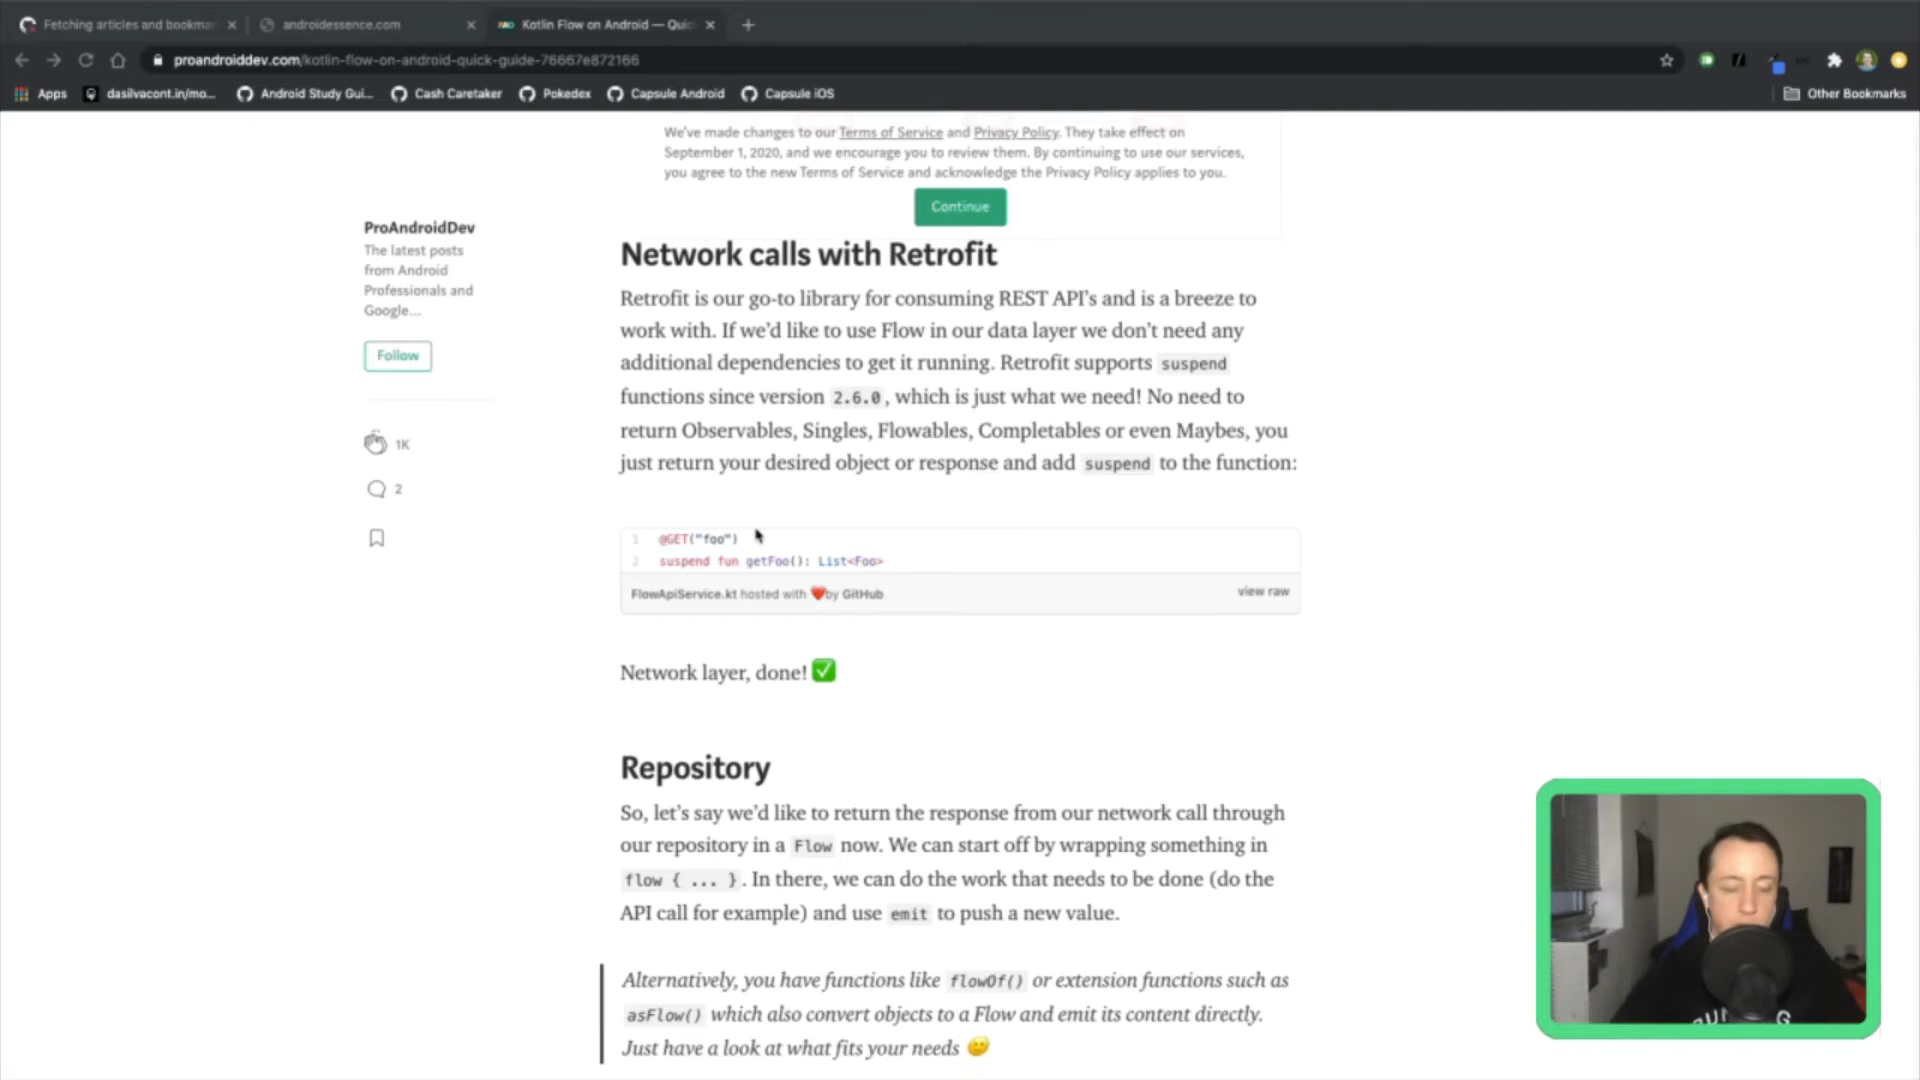 Fetching articles and bookmar
androidessence.com
Kotlin Flow on Android — Quic
proandroiddev.com/kotlin-flow-on-android-quick-guide-76667e872166
Apps
dasilvacont.in/mo...
Android Study Gui...
Cash Caretaker
Pokedex
Capsule Android
Capsule iOS
Other Bookmarks
We've made changes to our Terms of Service and Privacy Policy. They take effect on
September 1, 2020, and we encourage you to review them. By continuing to use our services,
you agree to the new Terms of Service and acknowledge the Privacy Policy applies to you.
Continue
ProAndroidDev
The latest posts
from Android
Professionals and
Google...
Follow
1K
2
Network calls with Retrofit
Retrofit is our go-to library for consuming REST API's and is a breeze to
work with. If we'd like to use Flow in our data layer we don't need any
additional dependencies to get it running. Retrofit supports suspend
functions since version 2.6.0, which is just what we need! No need to
return Observables, Singles, Flowables, Completables or even Maybes, you
just return your desired object or response and add suspend to the function:
1 @GET("foo")
2 suspend fun getFoo(): List<Foo>
FlowApiService.kt hosted with ❤ by GitHub
view raw
Network layer, done! ✅
Repository
So, let's say we'd like to return the response from our network call through
our repository in a Flow now. We can start off by wrapping something in
flow { ... }. In there, we can do the work that needs to be done (do the
API call for example) and use emit to push a new value.
Alternatively, you have functions like flowOf() or extension functions such as
asFlow() which also convert objects to a Flow and emit its content directly.
Just have a look at what fits your needs 🙂